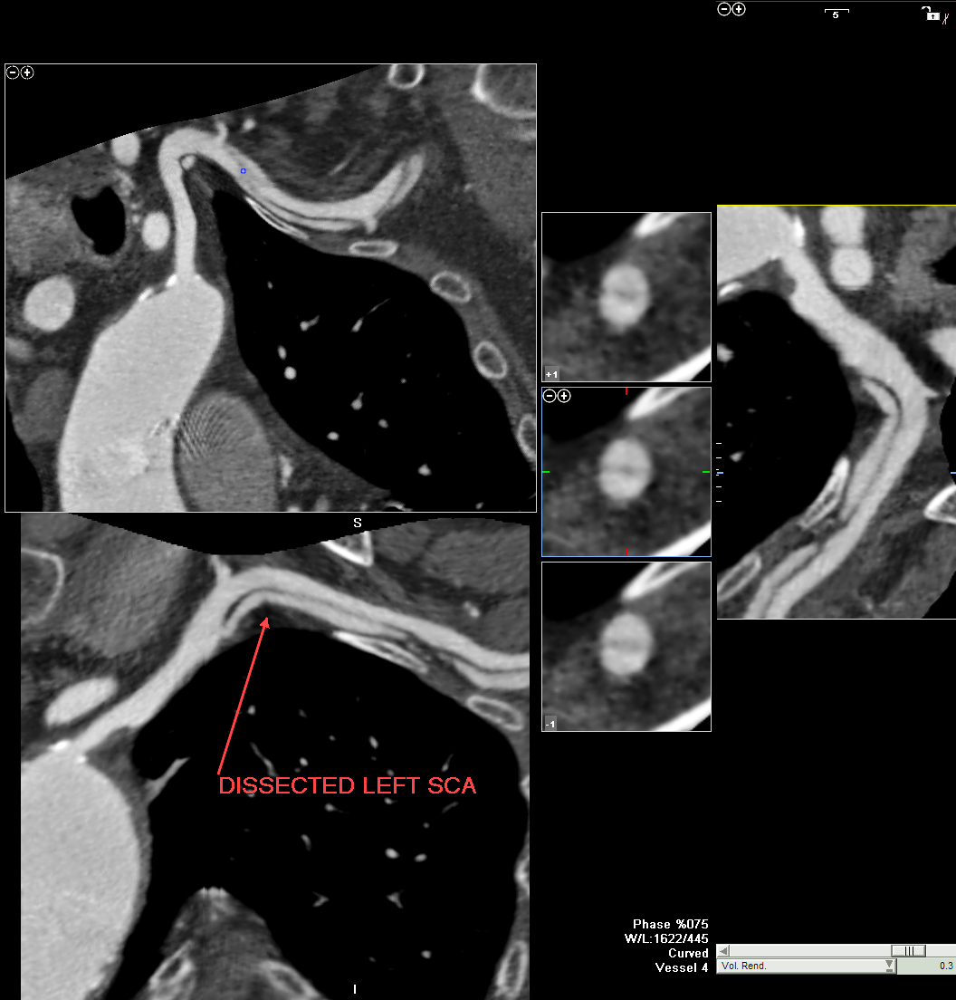 5
+1
S
-1
DISSECTED LEFT SCA
Phase %075
W/L:1622/445
Curved
Vessel 4
Vol. Rend.
0.3
I